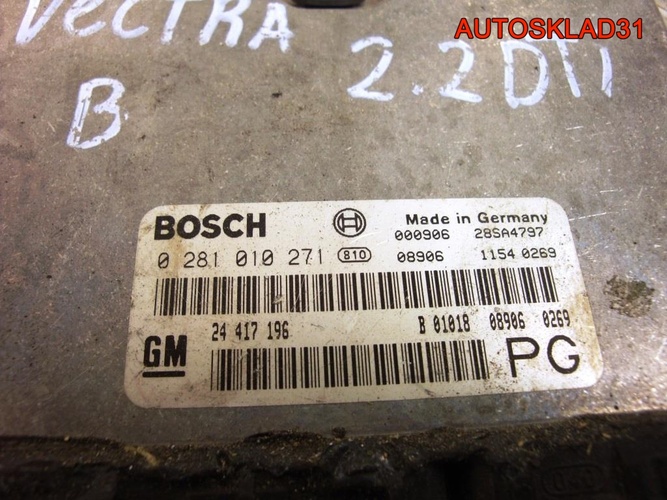 AUTOSKLAD31
VECTRA
B
2.2DTI
BOSCH
Made in Germany
000906 28SA4797
0 281 010 271 810 08906 1154 0269
24 417 196 B 01018 08906 0269
GM
PG